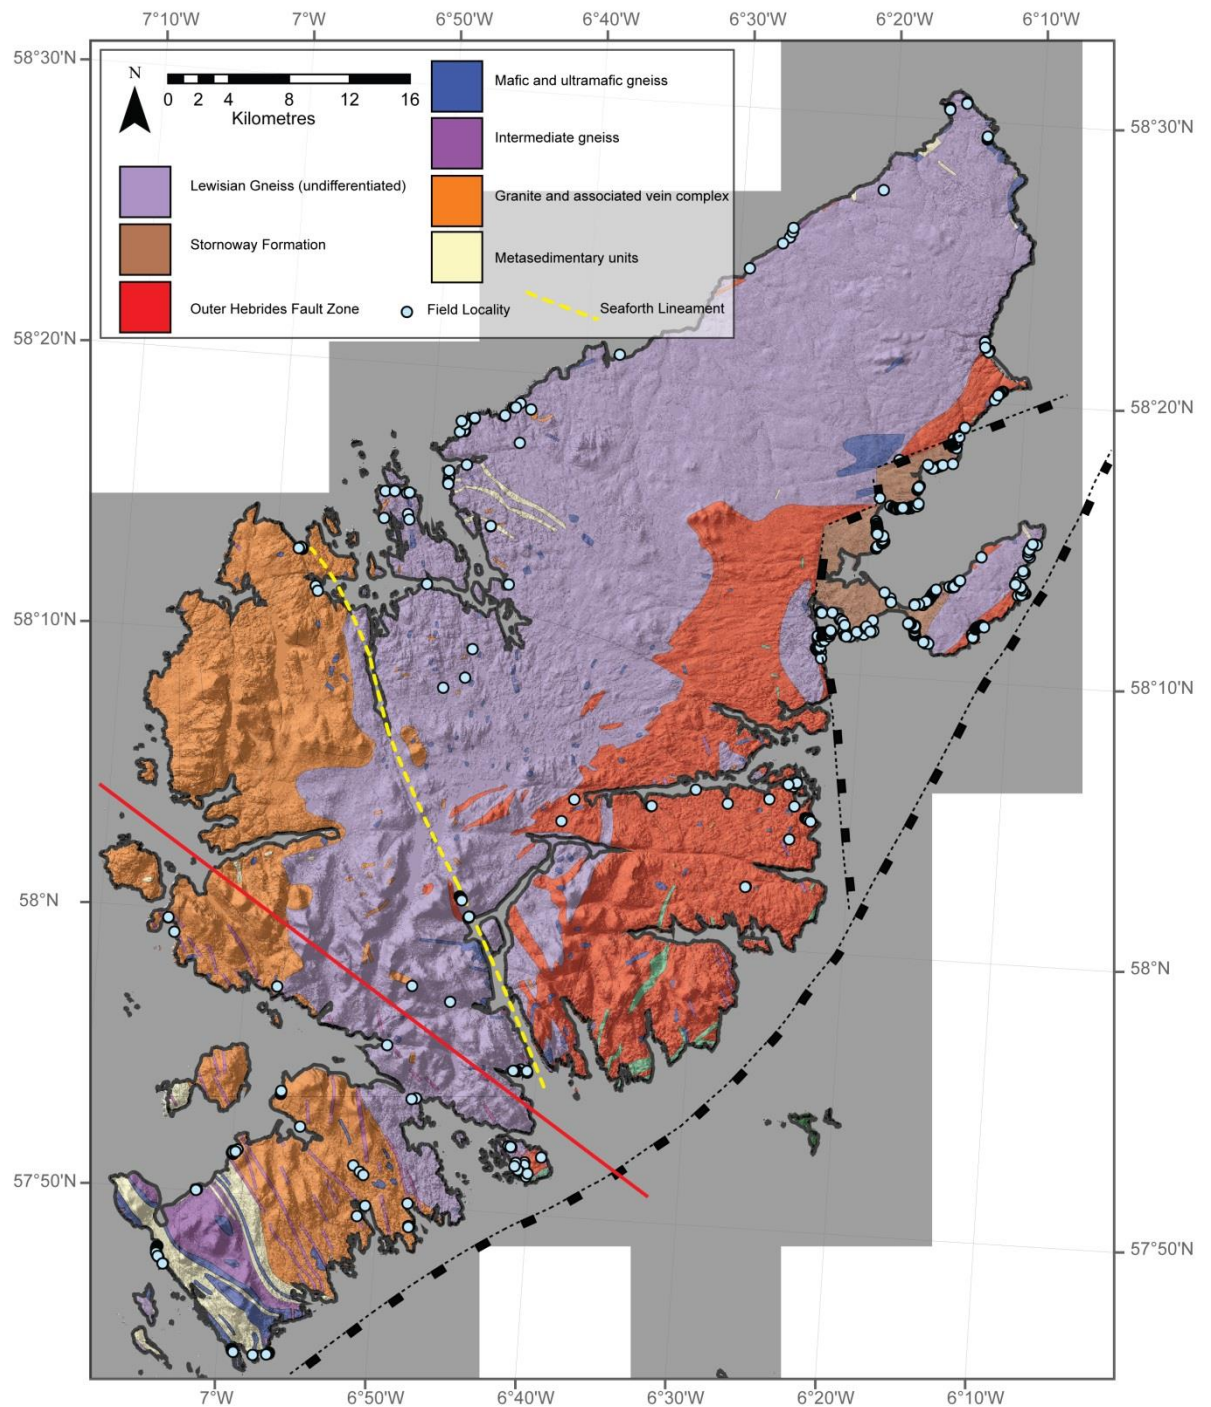 7°10'W 7°W 6°50'W 6°40'W 6°30'W 6°20'W 6°10'W
58°30'N
N
0 2 4 8 12 16
Kilometres
Mafic and ultramafic gneiss
58°30'N
Intermediate gneiss
Lewisian Gneiss (undifferentiated)
Granite and associated vein complex
Stornoway Formation
Metasedimentary units
Outer Hebrides Fault Zone
Field Locality
Seaforth Lineament
58°20'N
58°20'N
58°10'N
58°10'N
58°N
58°N
57°50'N
57°50'N
7°W 6°50'W 6°40'W 6°30'W 6°20'W 6°10'W